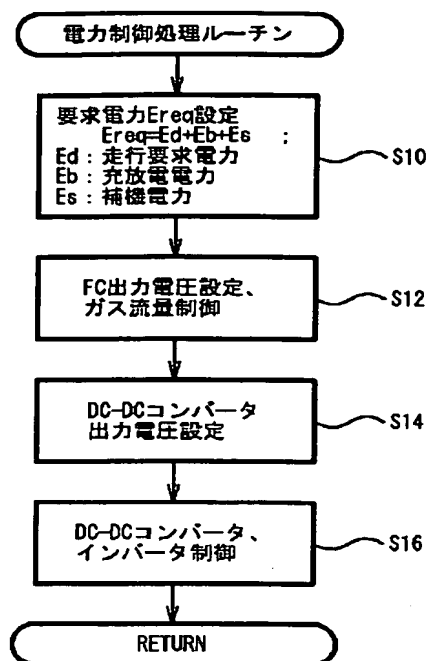 電力制御処理ルーチン
要求電力Ereq設定
Ereq=Ed+Eb+Es ;
Ed：走行要求電力
Eb：充放電電力
Es：補機電力
S10
FC出力電圧設定、
ガス流量制御
S12
DC-DCコンバータ
出力電圧設定
S14
DC-DCコンバータ、
インバータ制御
S16
RETURN